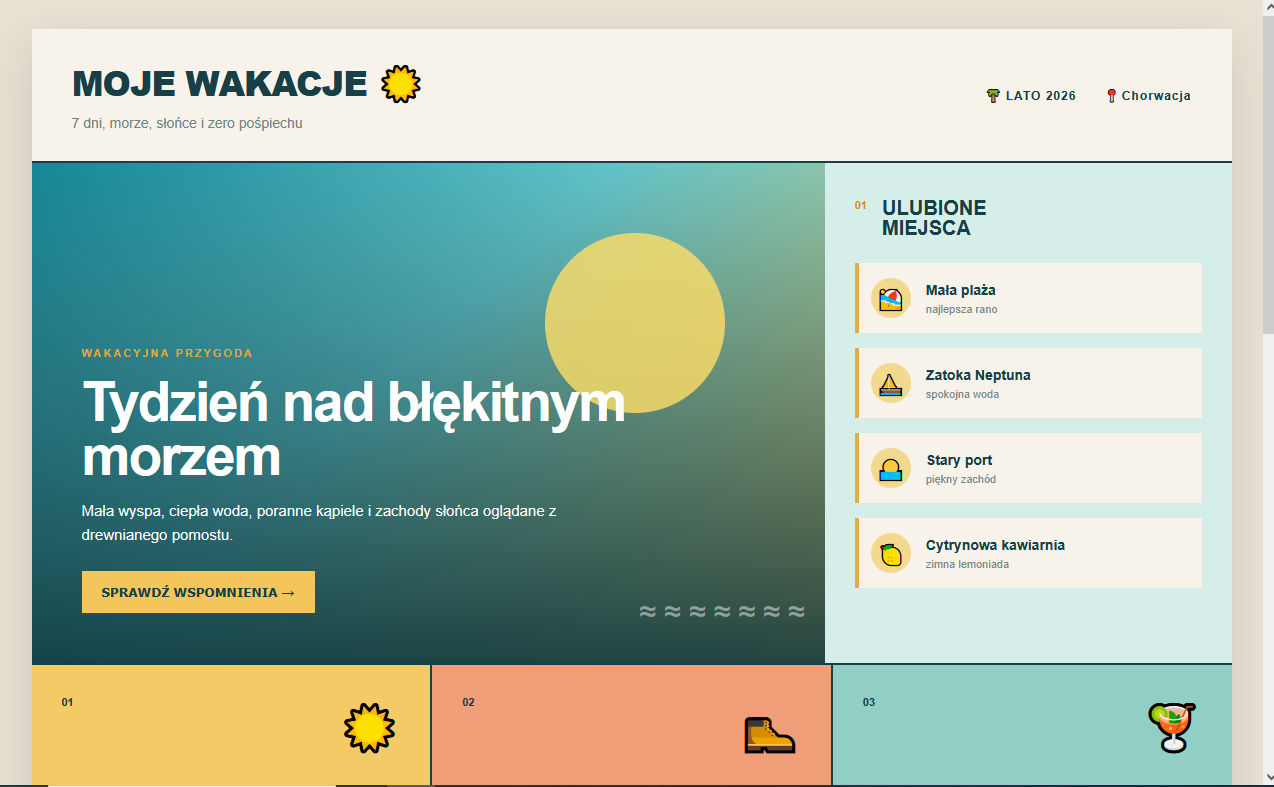 MOJE WAKACJE
7 dni, morze, słońce i zero pośpiechu
LATO 2026
Chorwacja
WAKACYJNA PRZYGODA
Tydzień nad błękitnym
morzem
Mała wyspa, ciepła woda, poranne kąpiele i zachody słońca oglądane z
drewnianego pomostu.
SPRAWDŹ WSPOMNIENIA →
≈ ≈ ≈ ≈ ≈ ≈ ≈
01
ULUBIONE
MIEJSCA
Mała plaża
najlepsza rano
Zatoka Neptuna
spokojna woda
Stary port
piękny zachód
Cytrynowa kawiarnia
zimna lemoniada
01
02
03